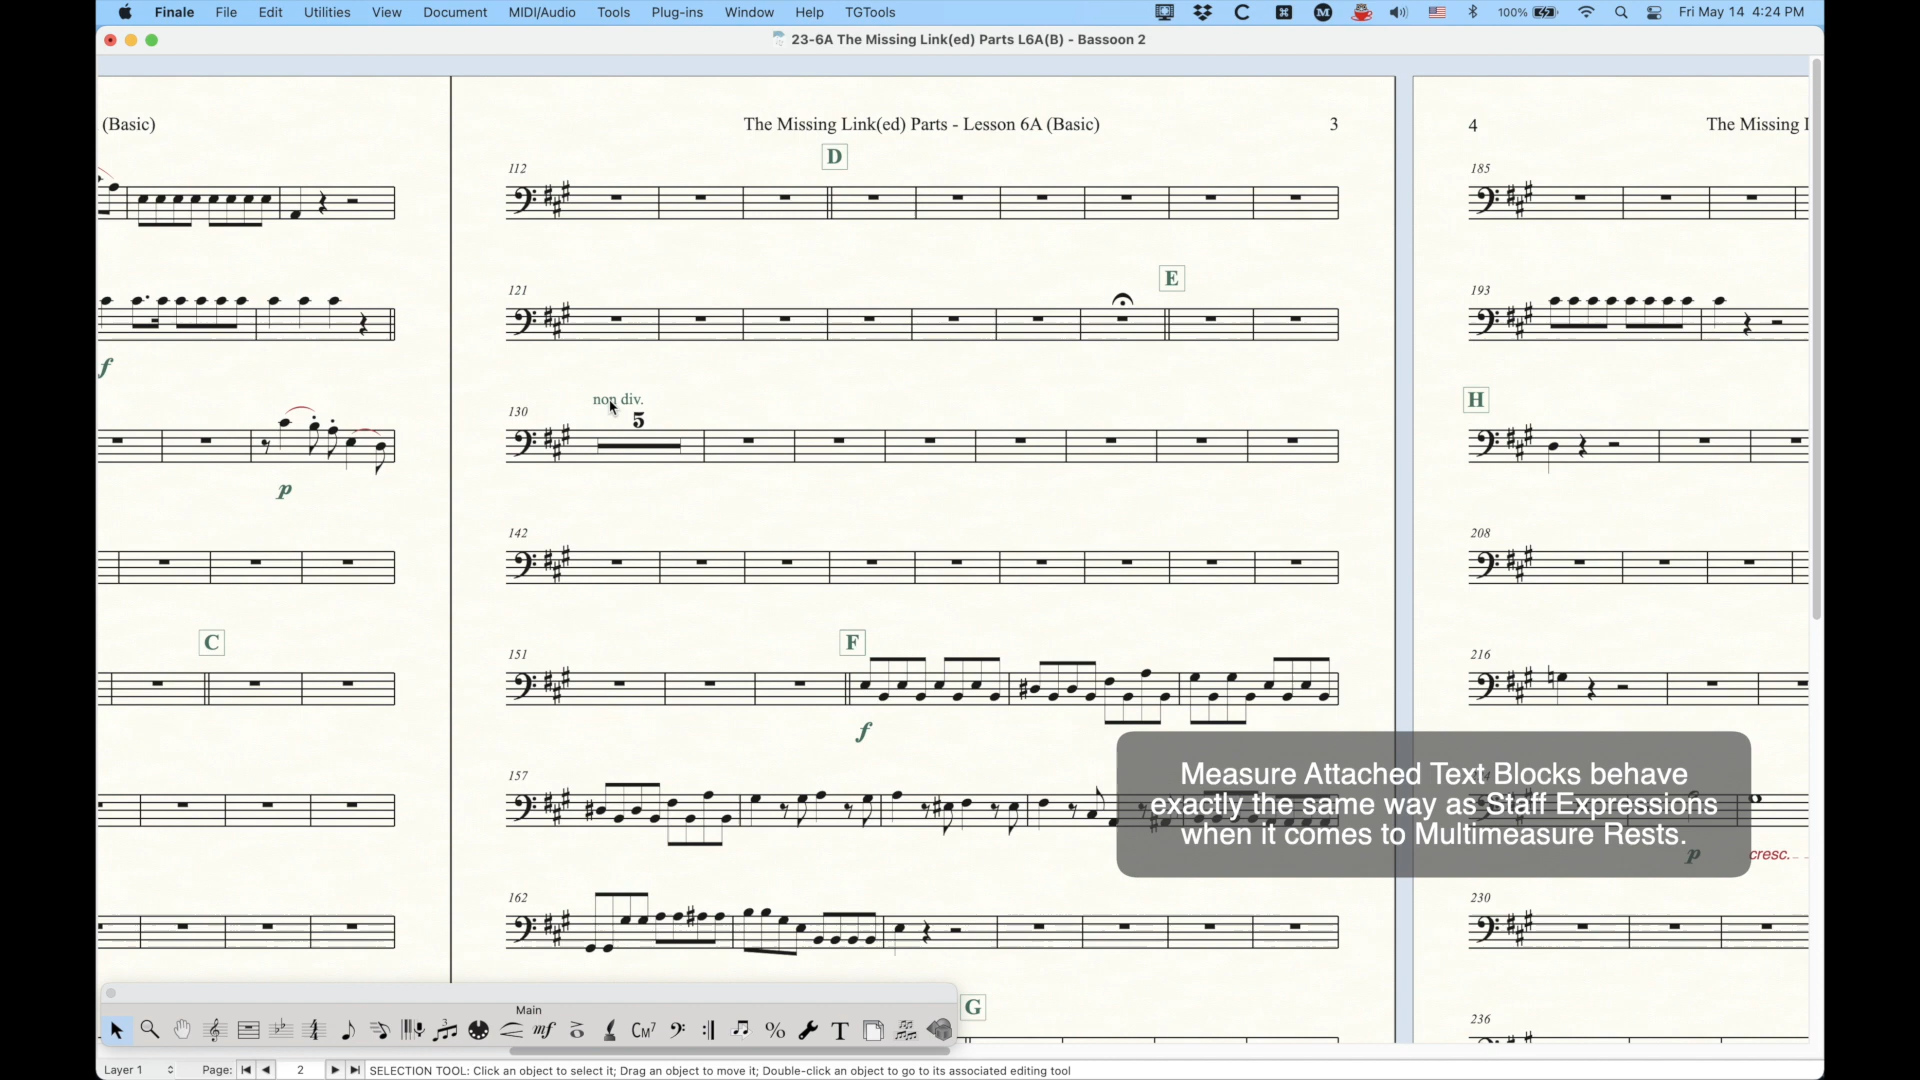 Finale File Edit Utilities View Document MIDI/Audio Tools Plug-ins Window Help TGTools 100% Fri May 14 4:24 PM
23-6A The Missing Link(ed) Parts L6A(B) - Bassoon 2
(Basic)
The Missing Link(ed) Parts - Lesson 6A (Basic) 3
4
D
112
185
E
121
193
f
non div.
H
130
5
p
142
208
C
F
151
216
f
Measure Attached Text Blocks behave
exactly the same way as Staff Expressions
when it comes to Multimeasure Rests.
157
p cresc.
162
230
G
236
Main
mf
CM7
%
T
Layer 1 Page: 2 SELECTION TOOL: Click an object to select it; Drag an object to move it; Double-click an object to go to its associated editing tool